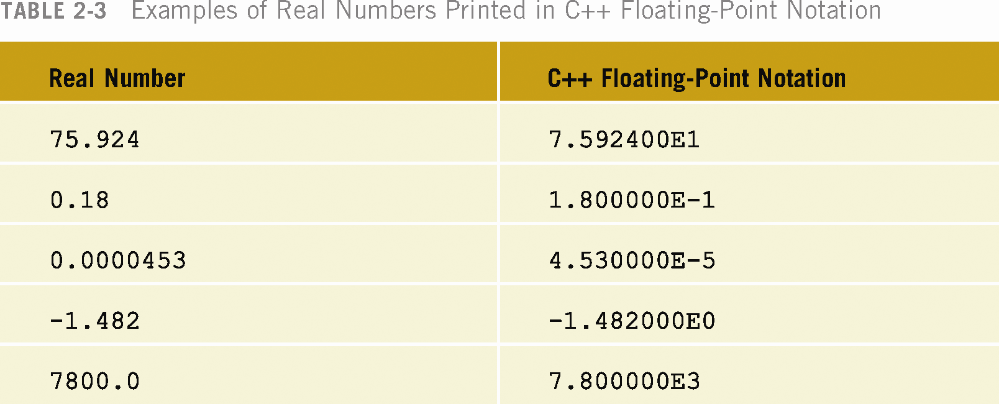 TABLE 2-3 Examples of Real Numbers Printed in C++ Floating-Point Notation
Real Number C++ Floating-Point Notation
75.924 7.592400E1
0.18 1.800000E-1
0.0000453 4.530000E-5
-1.482 -1.482000E0
7800.0 7.800000E3